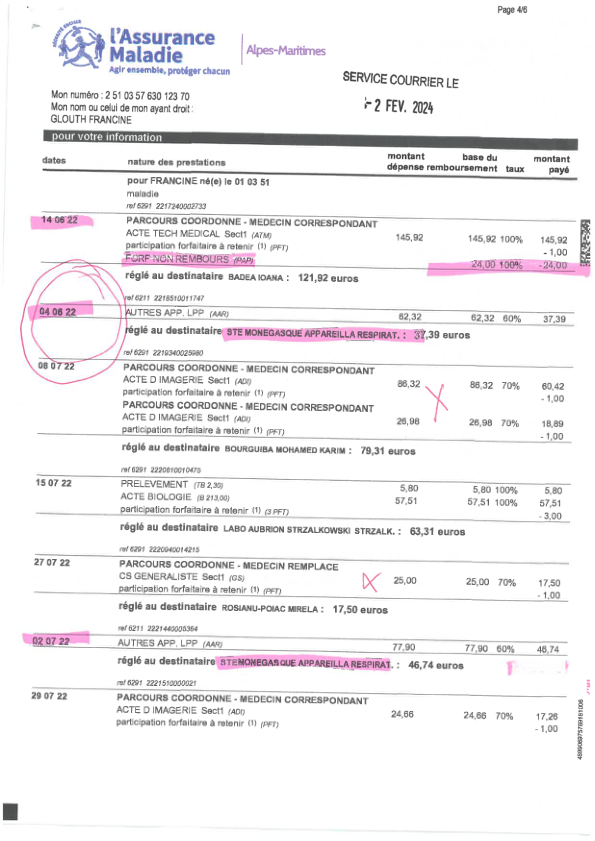 Page 4/6
l'Assurance
Maladie
Agir ensemble, protéger chacun
Alpes-Maritimes
SERVICE COURRIER LE
2 FEV. 2024
Mon numéro : 2 51 03 57 630 123 70
Mon nom ou celui de mon ayant droit :
GLOUTH FRANCINE
pour votre information
dates nature des prestations montant dépense base du remboursement taux montant payé
pour FRANCINE né(e) le 01 03 51
maladie
ref 6291 2217240002733
14 06 22 PARCOURS COORDONNE - MEDECIN CORRESPONDANT
ACTE TECH MEDICAL Sect1 (ATM) 145,92 145,92 100% 145,92
participation forfaitaire à retenir (1) (PFT) - 1,00
FORF NON REMBOURS (PAP) 24,00 100% - 24,00
réglé au destinataire BADEA IOANA : 121,92 euros
ref 6211 2218510011747
04 06 22 AUTRES APP. LPP (AAR) 62,32 62,32 60% 37,39
réglé au destinataire STE MONEGASQUE APPAREILLA RESPIRAT. : 37,39 euros
ref 6291 2219340025980
08 07 22 PARCOURS COORDONNE - MEDECIN CORRESPONDANT
ACTE D IMAGERIE Sect1 (ADI) 86,32 86,32 70% 60,42
participation forfaitaire à retenir (1) (PFT) - 1,00
PARCOURS COORDONNE - MEDECIN CORRESPONDANT
ACTE D IMAGERIE Sect1 (ADI) 26,98 26,98 70% 18,89
participation forfaitaire à retenir (1) (PFT) - 1,00
réglé au destinataire BOURGUIBA MOHAMED KARIM : 79,31 euros
ref 6291 2220810010475
15 07 22 PRELEVEMENT (TB 2,30) 5,80 5,80 100% 5,80
ACTE BIOLOGIE (B 213,00) 57,51 57,51 100% 57,51
participation forfaitaire à retenir (1) (3 PFT) - 3,00
réglé au destinataire LABO AUBRION STRZALKOWSKI STRZALK. : 63,31 euros
ref 6291 2220940014215
27 07 22 PARCOURS COORDONNE - MEDECIN REMPLACE
CS GENERALISTE Sect1 (GS) 25,00 25,00 70% 17,50
participation forfaitaire à retenir (1) (PFT) - 1,00
réglé au destinataire ROSIANU-POIAC MIRELA : 17,50 euros
ref 6211 2221440005364
02 07 22 AUTRES APP. LPP (AAR) 77,90 77,90 60% 46,74
réglé au destinataire STE MONEGASQUE APPAREILLA RESPIRAT. : 46,74 euros
ref 6291 2221510000021
29 07 22 PARCOURS COORDONNE - MEDECIN CORRESPONDANT
ACTE D IMAGERIE Sect1 (ADI) 24,66 24,66 70% 17,26
participation forfaitaire à retenir (1) (PFT) - 1,00